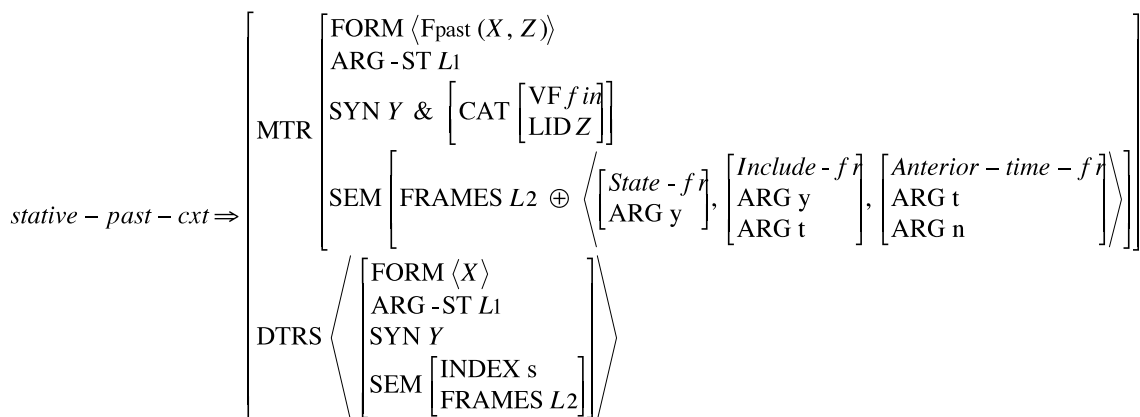 stative – past – cxt ⇒
MTR
FORM ⟨Fpast (X, Z)⟩
ARG - ST L1
SYN Y & [CAT [VF fin
LID Z]]
SEM [FRAMES L2 ⊕ ⟨[State - fr
ARG y], [Include - fr
ARG y
ARG t], [Anterior – time – fr
ARG t
ARG n]⟩]
DTRS
FORM ⟨X⟩
ARG - ST L1
SYN Y
SEM [INDEX s
FRAMES L2]